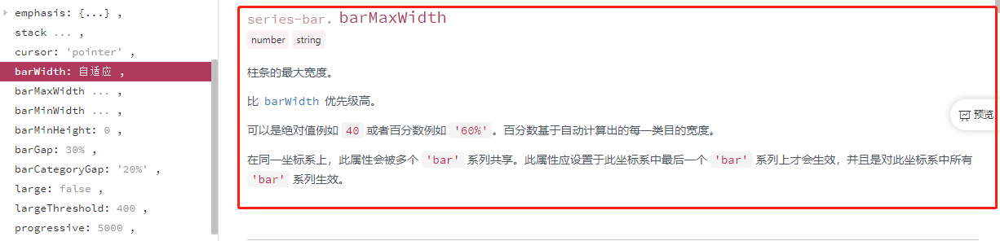 emphasis: {...} ,
stack ... ,
cursor: 'pointer' ,
barWidth: 自适应 ,
barMaxWidth ... ,
barMinWidth ... ,
barMinHeight: 0 ,
barGap: 30% ,
barCategoryGap: '20%' ,
large: false ,
largeThreshold: 400 ,
progressive: 5000 ,
series-bar. barMaxWidth
number string
柱条的最大宽度。
比 barWidth 优先级高。
可以是绝对值例如 40 或者百分数例如 '60%'。百分数基于自动计算出的每一类目的宽度。
在同一坐标系上，此属性会被多个 'bar' 系列共享。此属性应设置于此坐标系中最后一个 'bar' 系列上才会生效，并且是对此坐标系中所有
'bar' 系列生效。
预览